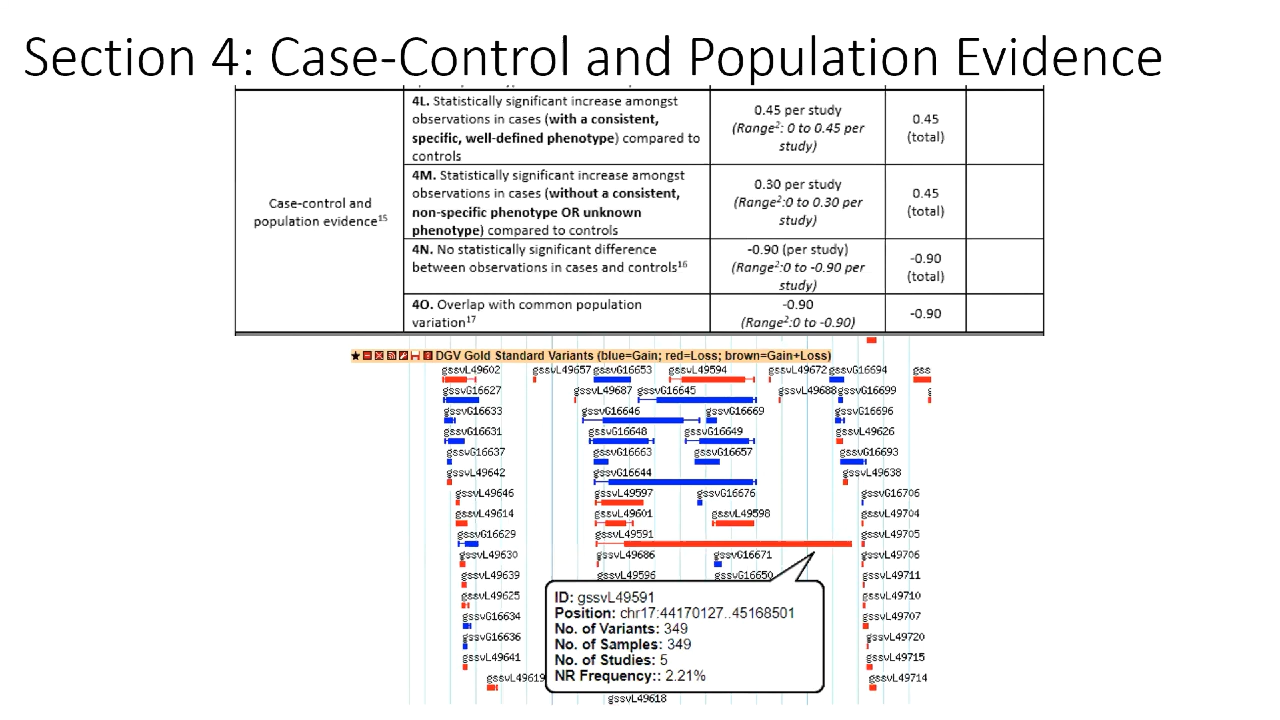 Section 4: Case-Control and Population Evidence
Case-control and
population evidence15
4L. Statistically significant increase amongst
observations in cases (with a consistent,
specific, well-defined phenotype) compared to
controls
0.45 per study
(Range2: 0 to 0.45 per
study)
0.45
(total)
4M. Statistically significant increase amongst
observations in cases (without a consistent,
non-specific phenotype OR unknown
phenotype) compared to controls
0.30 per study
(Range2:0 to 0.30 per
study)
0.45
(total)
4N. No statistically significant difference
between observations in cases and controls16
-0.90 (per study)
(Range2:0 to -0.90 per
study)
-0.90
(total)
4O. Overlap with common population
variation17
-0.90
(Range2:0 to -0.90)
-0.90
DGV Gold Standard Variants (blue=Gain; red=Loss; brown=Gain+Loss)
gssvL49602 gssvL49657 gssvG16653 gssvL49594 gssvL49672 gssvG16694 gss
gssvG16627 gssvL49687 gssvG16645 gssvL49688 gssvG16699
gssvG16633 gssvG16646 gssvG16669 gssvG16696
gssvG16631 gssvG16648 gssvG16649 gssvL49626
gssvG16637 gssvG16663 gssvG16657 gssvG16693
gssvL49642 gssvG16644 gssvL49638
gssvL49646 gssvL49597 gssvG16676 gssvG16706
gssvL49614 gssvL49601 gssvL49598 gssvL49704
gssvG16629 gssvL49591 gssvL49705
gssvL49630 gssvL49686 gssvG16671 gssvL49706
gssvL49639 gssvL49596 gssvG16650 gssvL49711
gssvL49625 gssvL49710
gssvG16634 gssvL49707
gssvG16636 gssvL49720
gssvL49641 gssvL49715
gssvL49619 gssvL49714
gssvL49618
ID: gssvL49591
Position: chr17:44170127..45168501
No. of Variants: 349
No. of Samples: 349
No. of Studies: 5
NR Frequency:: 2.21%